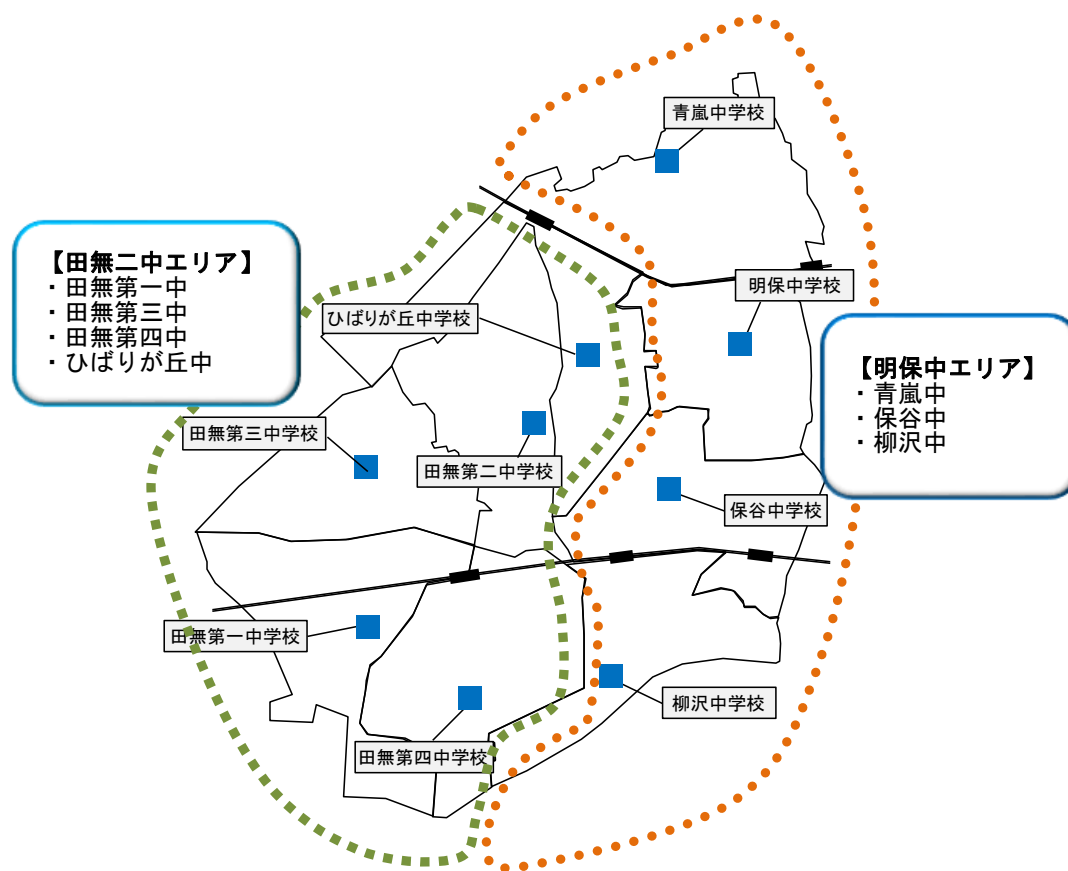 青嵐中学校
【田無二中エリア】
・田無第一中
・田無第三中
・田無第四中
・ひばりが丘中
明保中学校
ひばりが丘中学校
【明保中エリア】
・青嵐中
・保谷中
・柳沢中
田無第三中学校
田無第二中学校
保谷中学校
田無第一中学校
柳沢中学校
田無第四中学校